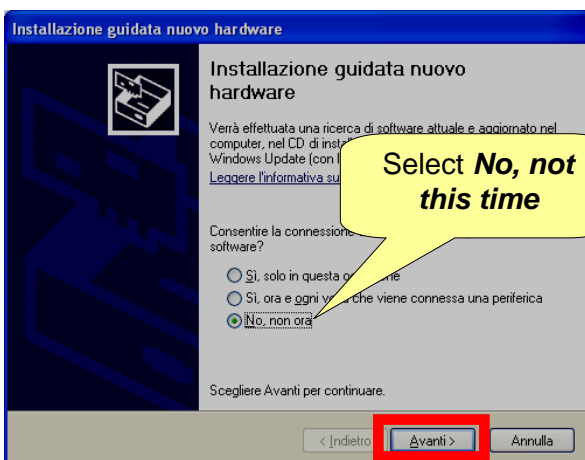 Installazione guidata nuovo hardware
Installazione guidata nuovo
hardware
Verrà effettuata una ricerca di software attuale e aggiornato nel
computer, nel CD di
Windows Update (con
Leggere l'informativa
Select No, not
this time
Consentire la connessione
software?
Sì, solo in questa
Sì, ora e ogni che viene connessa una periferica
No, non ora
Scegliere Avanti per continuare.
< Indietro
Avanti >
Annulla